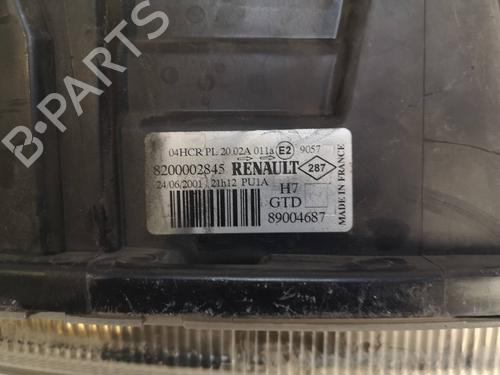 04HCR PL 20.02A 011a E2 9057
8200002845 RENAULT 287
24/06/2001 21h12 PU1A H7
GTD
89004687
MADE IN FRANCE
B-PARTS